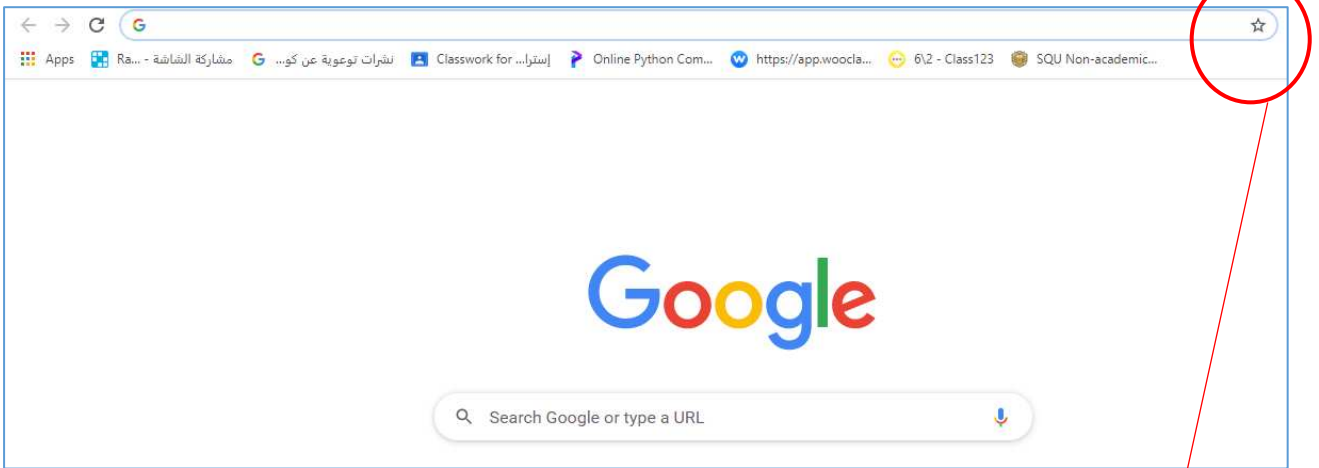 G
Apps Ra... - مشاركة الشاشة نشرات توعوية عن كو... Classwork for ...إسترا Online Python Com... https://app.woocla... 6\2 - Class123 SQU Non-academic...
Google
Search Google or type a URL